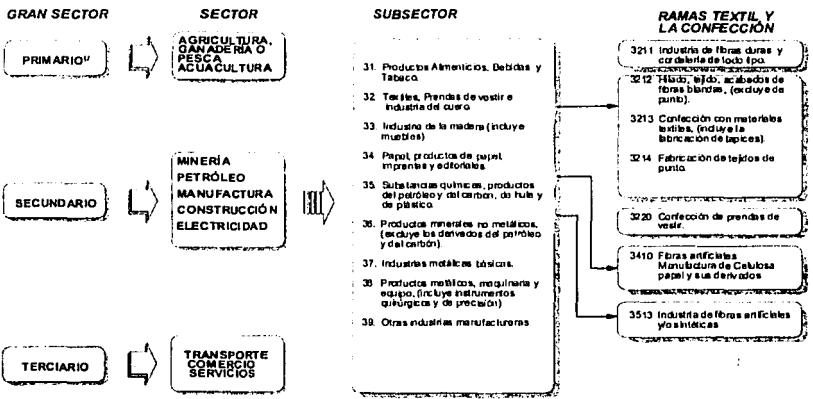 GRAN SECTOR
SECTOR
SUBSECTOR
RAMAS TEXTIL Y
LA CONFECCIÓN
PRIMARIO
AGRICULTURA,
GANADERÍA O
PESCA
ACUACULTURA
SECUNDARIO
MINERÍA
PETRÓLEO
MANUFACTURA
CONSTRUCCIÓN
ELECTRICIDAD
TERCIARIO
TRANSPORTE
COMERCIO
SERVICIOS
31. Productos Alimenticios, Bebidas y
Tabaco.
32. Textiles, Prendas de vestir e
industria del cuero.
33. Industria de la madera (incluye
muebles)
34. Papel, productos de papel,
imprentas y editoriales.
35. Substancias químicas, productos
del petróleo y del carbón, de hule y
de plástico.
36. Productos minerales no metálicos,
(excluye los derivados del petróleo
y del carbón).
37. Industrias metálicas básicas.
38. Productos metálicos, maquinaria y
equipo, (incluye instrumentos
quirúrgicos y de precisión)
39. Otras industrias manufactureras
3211 Industria de fibras duras y
cordelería de todo tipo.
3212 Hilado, tejido, acabados de
fibras blandas, (excluye de
punto).
3213 Confección con materiales
textiles, (incluye la
fabricación de tapices).
3214 Fabricación de tejidos de
punto.
3220 Confección de prendas de
vestir.
3410 Fibras artificiales
Manufactura de Celulosa
papel y sus derivados
3513 Industria de fibras artificiales
y/o sintéticas